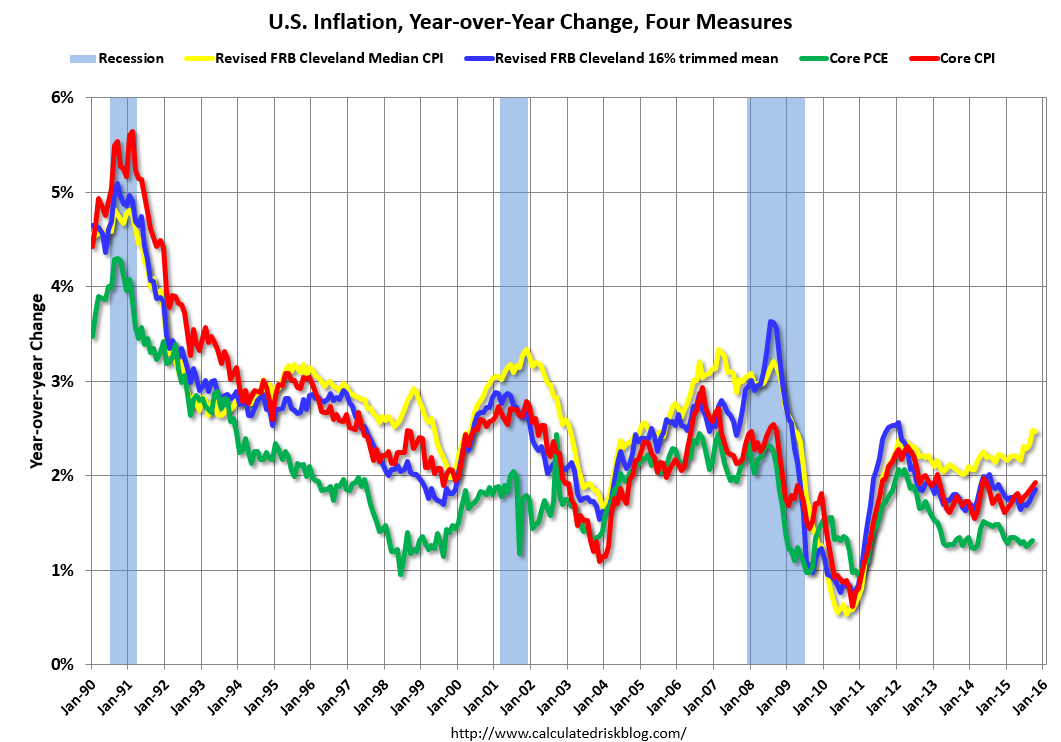 U.S. Inflation, Year-over-Year Change, Four Measures
Recession Revised FRB Cleveland Median CPI Revised FRB Cleveland 16% trimmed mean Core PCE Core CPI
6%
5%
4%
3%
2%
1%
0%
Year-over-year Change
Jan-90 Jan-91 Jan-92 Jan-93 Jan-94 Jan-95 Jan-96 Jan-97 Jan-98 Jan-99 Jan-00 Jan-01 Jan-02 Jan-03 Jan-04 Jan-05 Jan-06 Jan-07 Jan-08 Jan-09 Jan-10 Jan-11 Jan-12 Jan-13 Jan-14 Jan-15 Jan-16
http://www.calculatedriskblog.com/